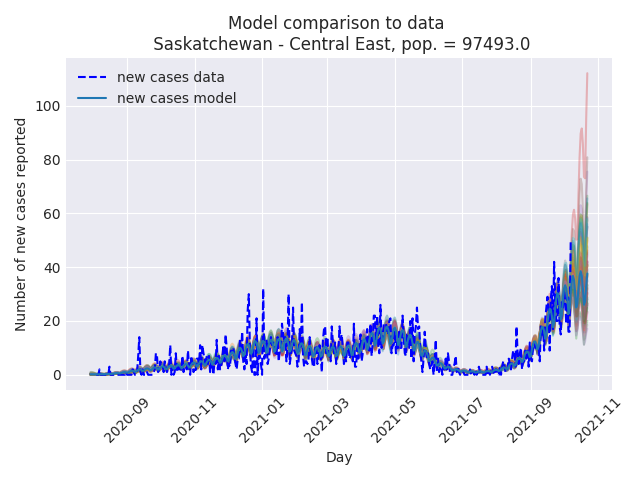 Model comparison to data
Saskatchewan - Central East, pop. = 97493.0
new cases data
new cases model
Number of new cases reported
100
80
60
40
20
0
2020-09
2020-11
2021-01
2021-03
2021-05
2021-07
2021-09
2021-11
Day